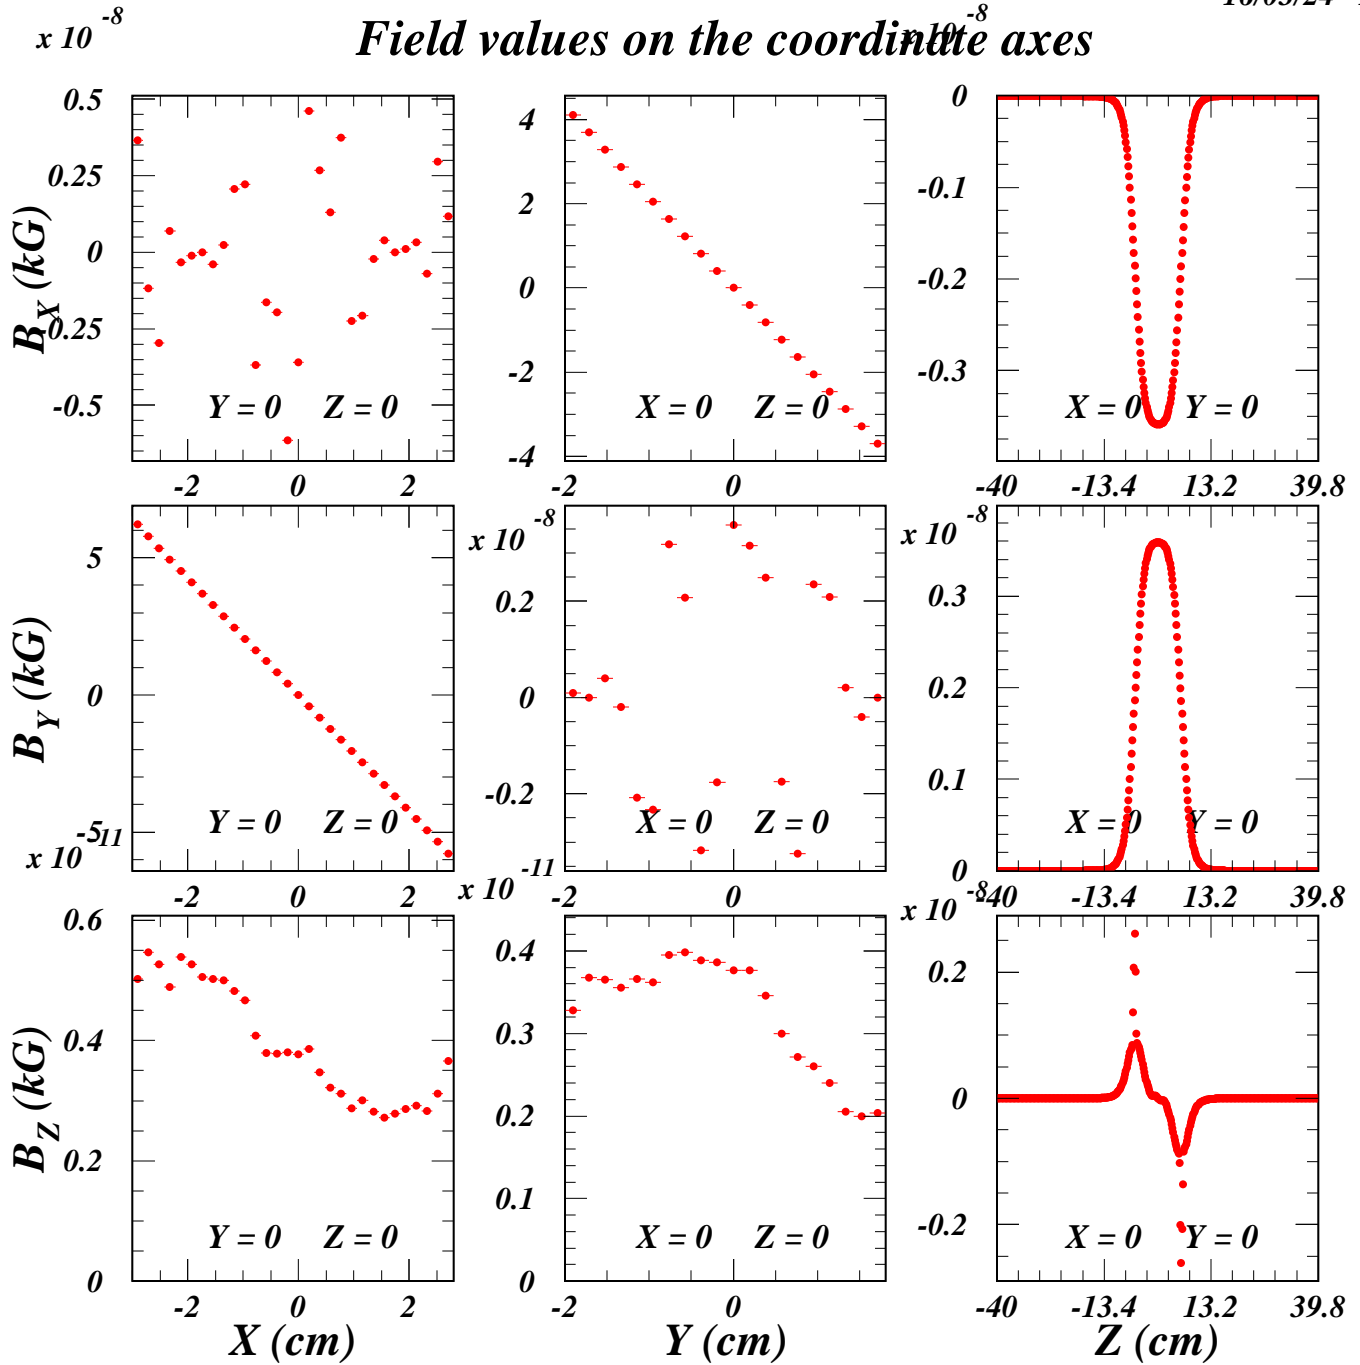 x 10 -8
Field values on the coordinate axes
B X (kG)
0.5
0.25
0
-0.25
-0.5
Y = 0 Z = 0
-2 0 2
4
2
0
-2
-4
X = 0 Z = 0
-2 0
-8
0
-0.1
-0.2
-0.3
X = 0 Y = 0
-40 -13.4 13.2 39.8
B Y (kG)
5
0
-5
Y = 0 Z = 0
-2 0 2
x 10 -8
0.2
0
-0.2
X = 0 Z = 0
-2 0
x 10 -8
0.3
0.2
0.1
0
X = 0 Y = 0
-40 -13.4 13.2 39.8
B Z (kG)
x 10 -11
0.6
0.4
0.2
0
Y = 0 Z = 0
-2 0 2
X (cm)
x 10 -11
0.4
0.3
0.2
0.1
0
X = 0 Z = 0
-2 0
Y (cm)
x 10 -8
0.2
0
-0.2
X = 0 Y = 0
-40 -13.4 13.2 39.8
Z (cm)